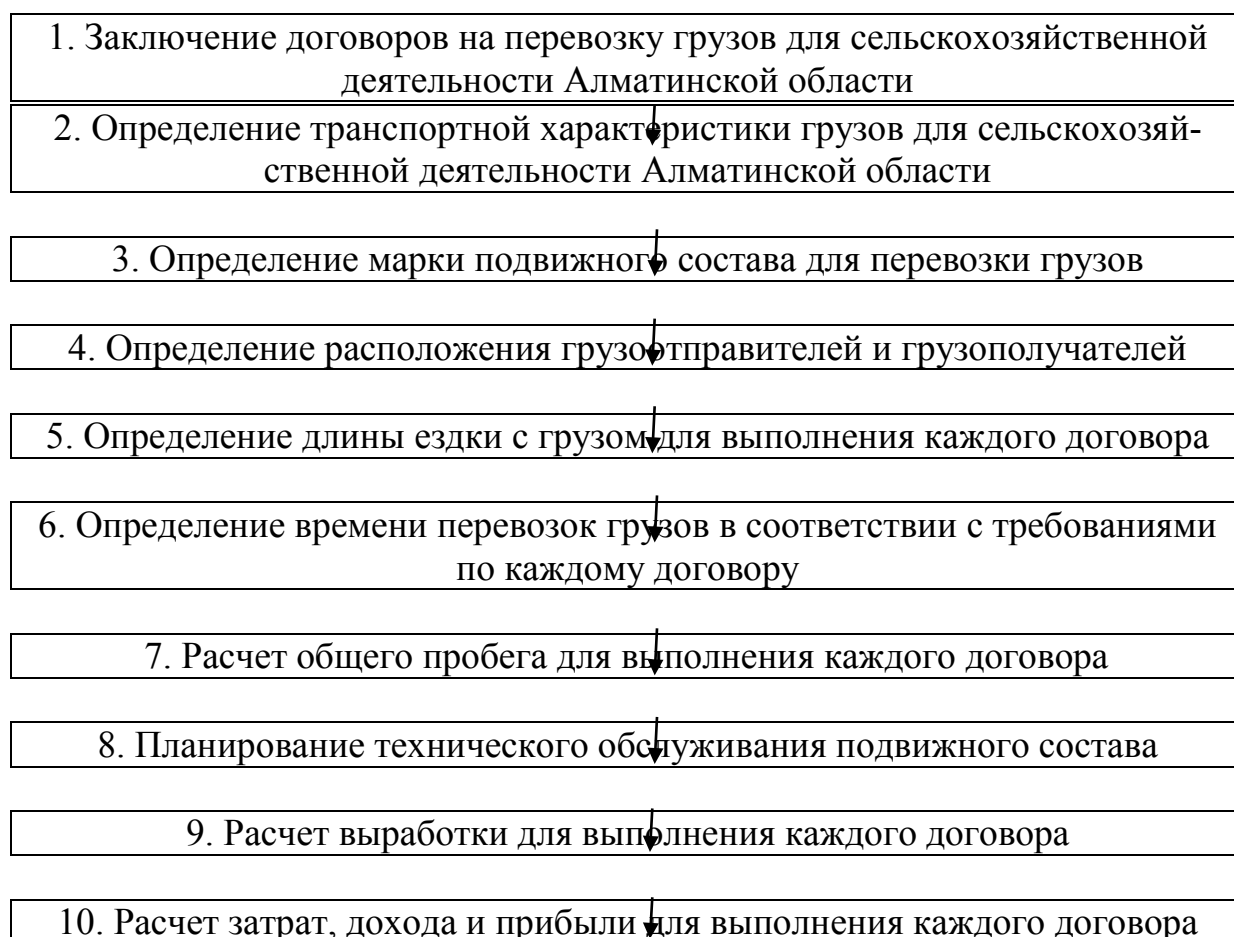 1. Заключение договоров на перевозку грузов для сельскохозяйственной
деятельности Алматинской области
2. Определение транспортной характеристики грузов для сельскохозяй-
ственной деятельности Алматинской области
3. Определение марки подвижного состава для перевозки грузов
4. Определение расположения грузоотправителей и грузополучателей
5. Определение длины ездки с грузом для выполнения каждого договора
6. Определение времени перевозок грузов в соответствии с требованиями
по каждому договору
7. Расчет общего пробега для выполнения каждого договора
8. Планирование технического обслуживания подвижного состава
9. Расчет выработки для выполнения каждого договора
10. Расчет затрат, дохода и прибыли для выполнения каждого договора